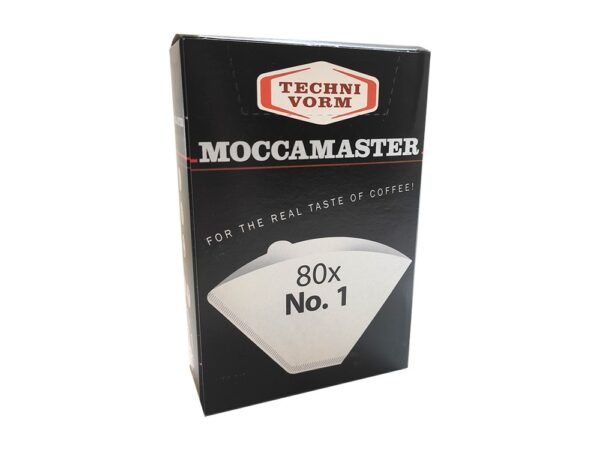 TECHNI
VORM
MOCCAMASTER
FOR THE REAL TASTE OF COFFEE!
80x
No. 1